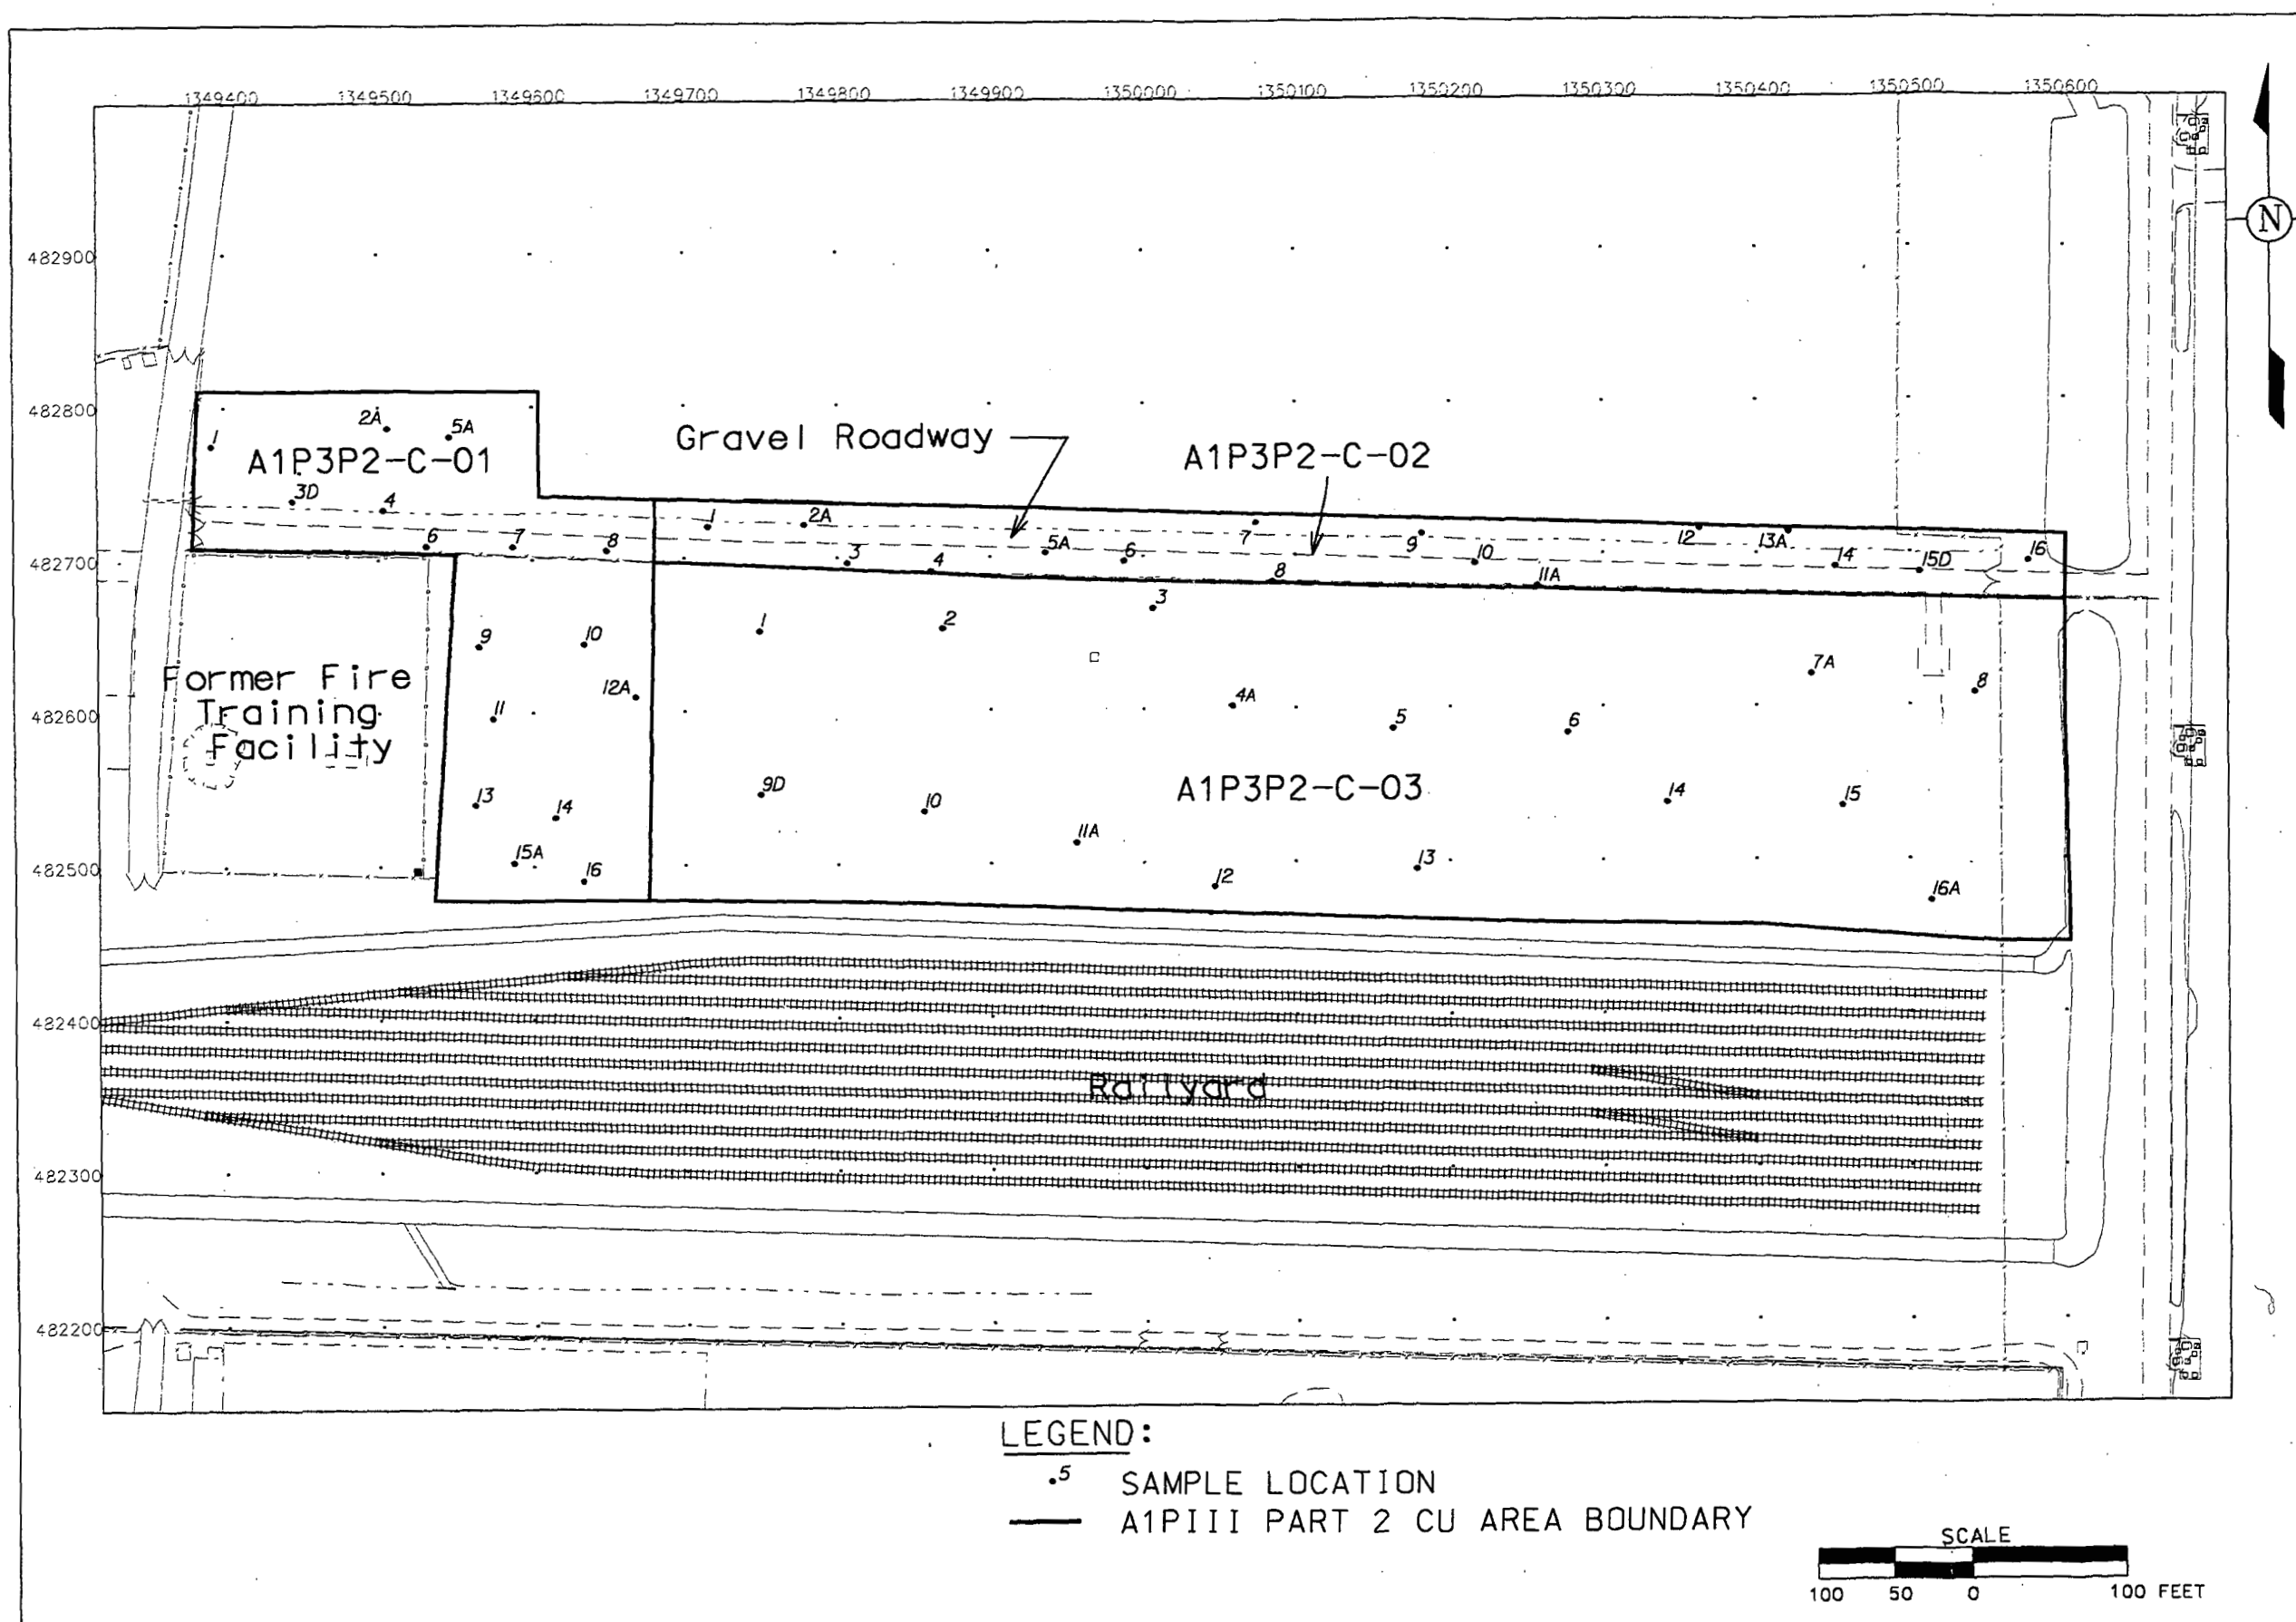 1349400 1349500 1349600 1349700 1349800 1349900 1350000 1350100 1350200 1350300 1350400 1350500 1350600
N
482900
482800
2A 5A
1
Gravel Roadway
A1P3P2-C-02
A1P3P2-C-01
3D 4
1 2A 7 9 12 13A 16
6 7 8
3 4 5A 6 8 10 11A 14 15D
482700
1 2 3
9 10
7A 8
Former Fire
Training
Facility
12A
11
4A 5 6
482600
13 14
9D 10
A1P3P2-C-03
14 15
11A
15A 16
12 13
16A
482500
482400
Railyard
482300
482200
LEGEND:
5 SAMPLE LOCATION
A1PIII PART 2 CU AREA BOUNDARY
SCALE
100 50 0 100 FEET